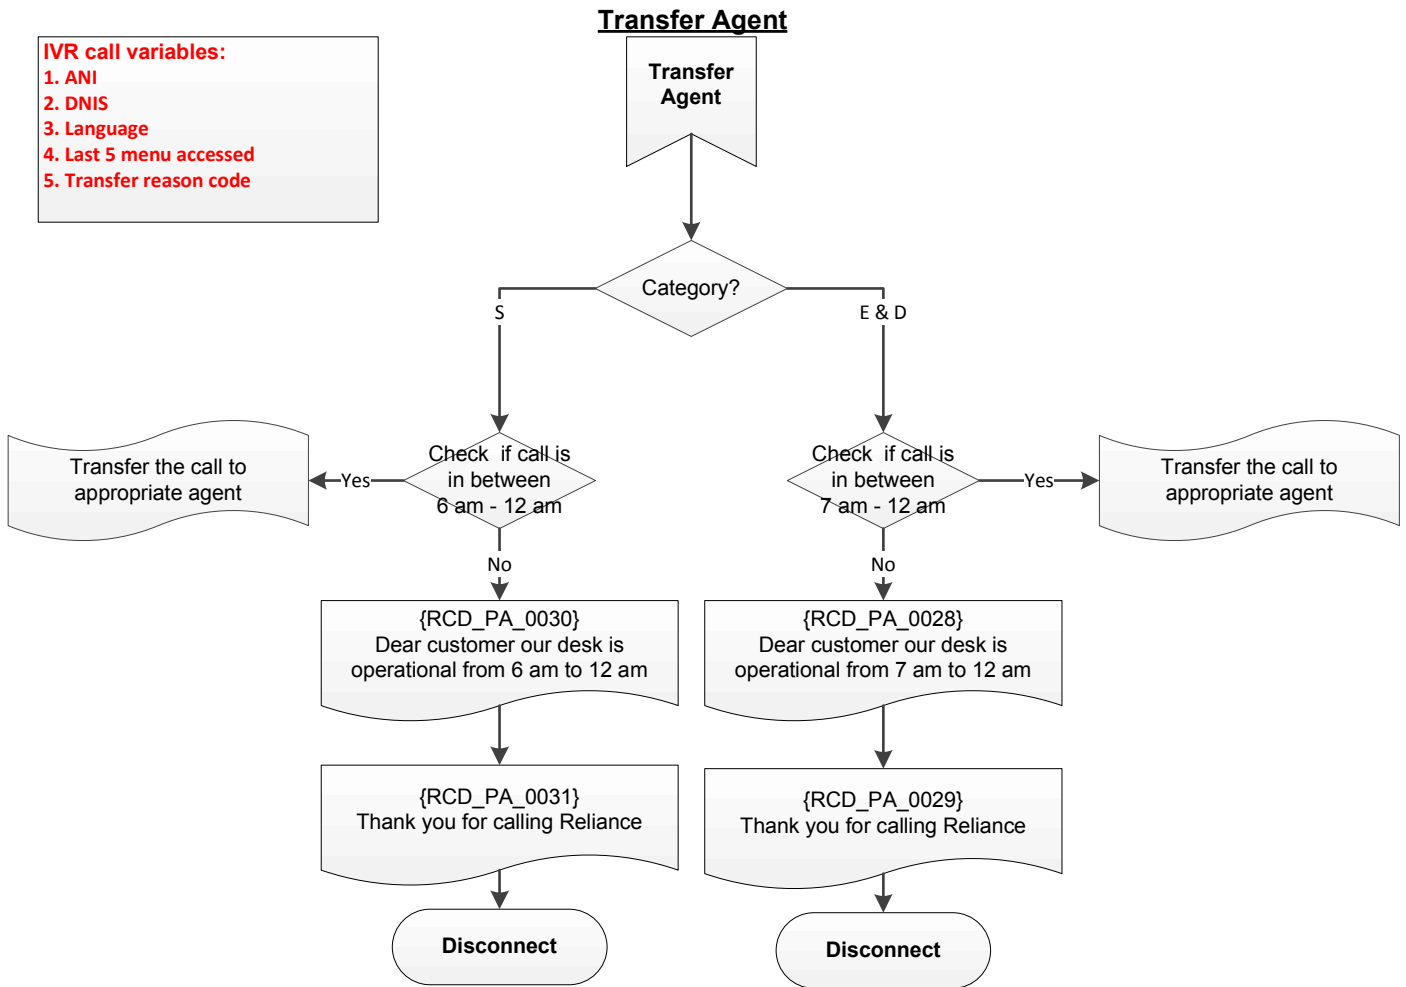 Transfer Agent
IVR call variables:
1. ANI
2. DNIS
3. Language
4. Last 5 menu accessed
5. Transfer reason code
Transfer
Agent
Category?
S
E & D
Transfer the call to
appropriate agent
Yes
Check if call is
in between
6 am - 12 am
Check if call is
in between
7 am - 12 am
Yes
Transfer the call to
appropriate agent
No
No
{RCD_PA_0030}
Dear customer our desk is
operational from 6 am to 12 am
{RCD_PA_0028}
Dear customer our desk is
operational from 7 am to 12 am
{RCD_PA_0031}
Thank you for calling Reliance
{RCD_PA_0029}
Thank you for calling Reliance
Disconnect
Disconnect